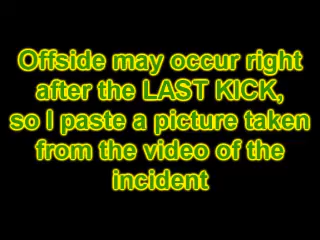 Offside may occur right
after the LAST KICK,
so I paste a picture taken
from the video of the
incident